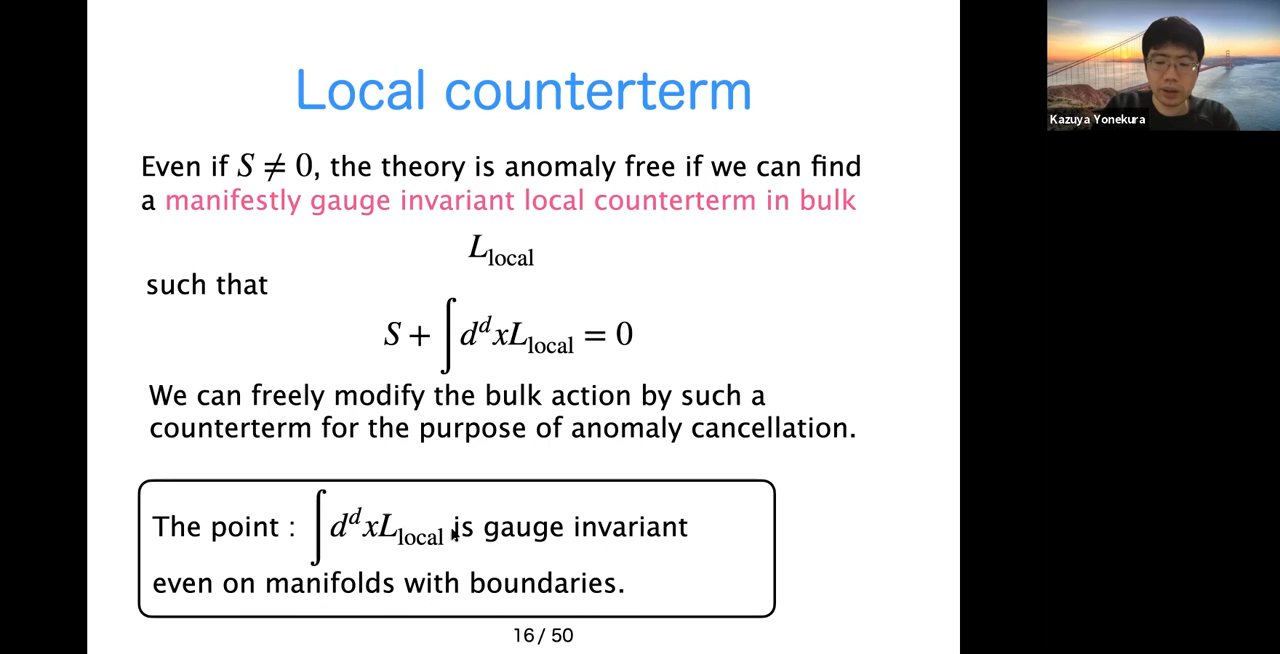 Local counterterm
Even if S ≠ 0, the theory is anomaly free if we can find
a manifestly gauge invariant local counterterm in bulk
L_local
such that
S + ∫ d^d x L_local = 0
We can freely modify the bulk action by such a
counterterm for the purpose of anomaly cancellation.
The point : ∫ d^d x L_local is gauge invariant
even on manifolds with boundaries.
16/ 50
Kazuya Yonekura